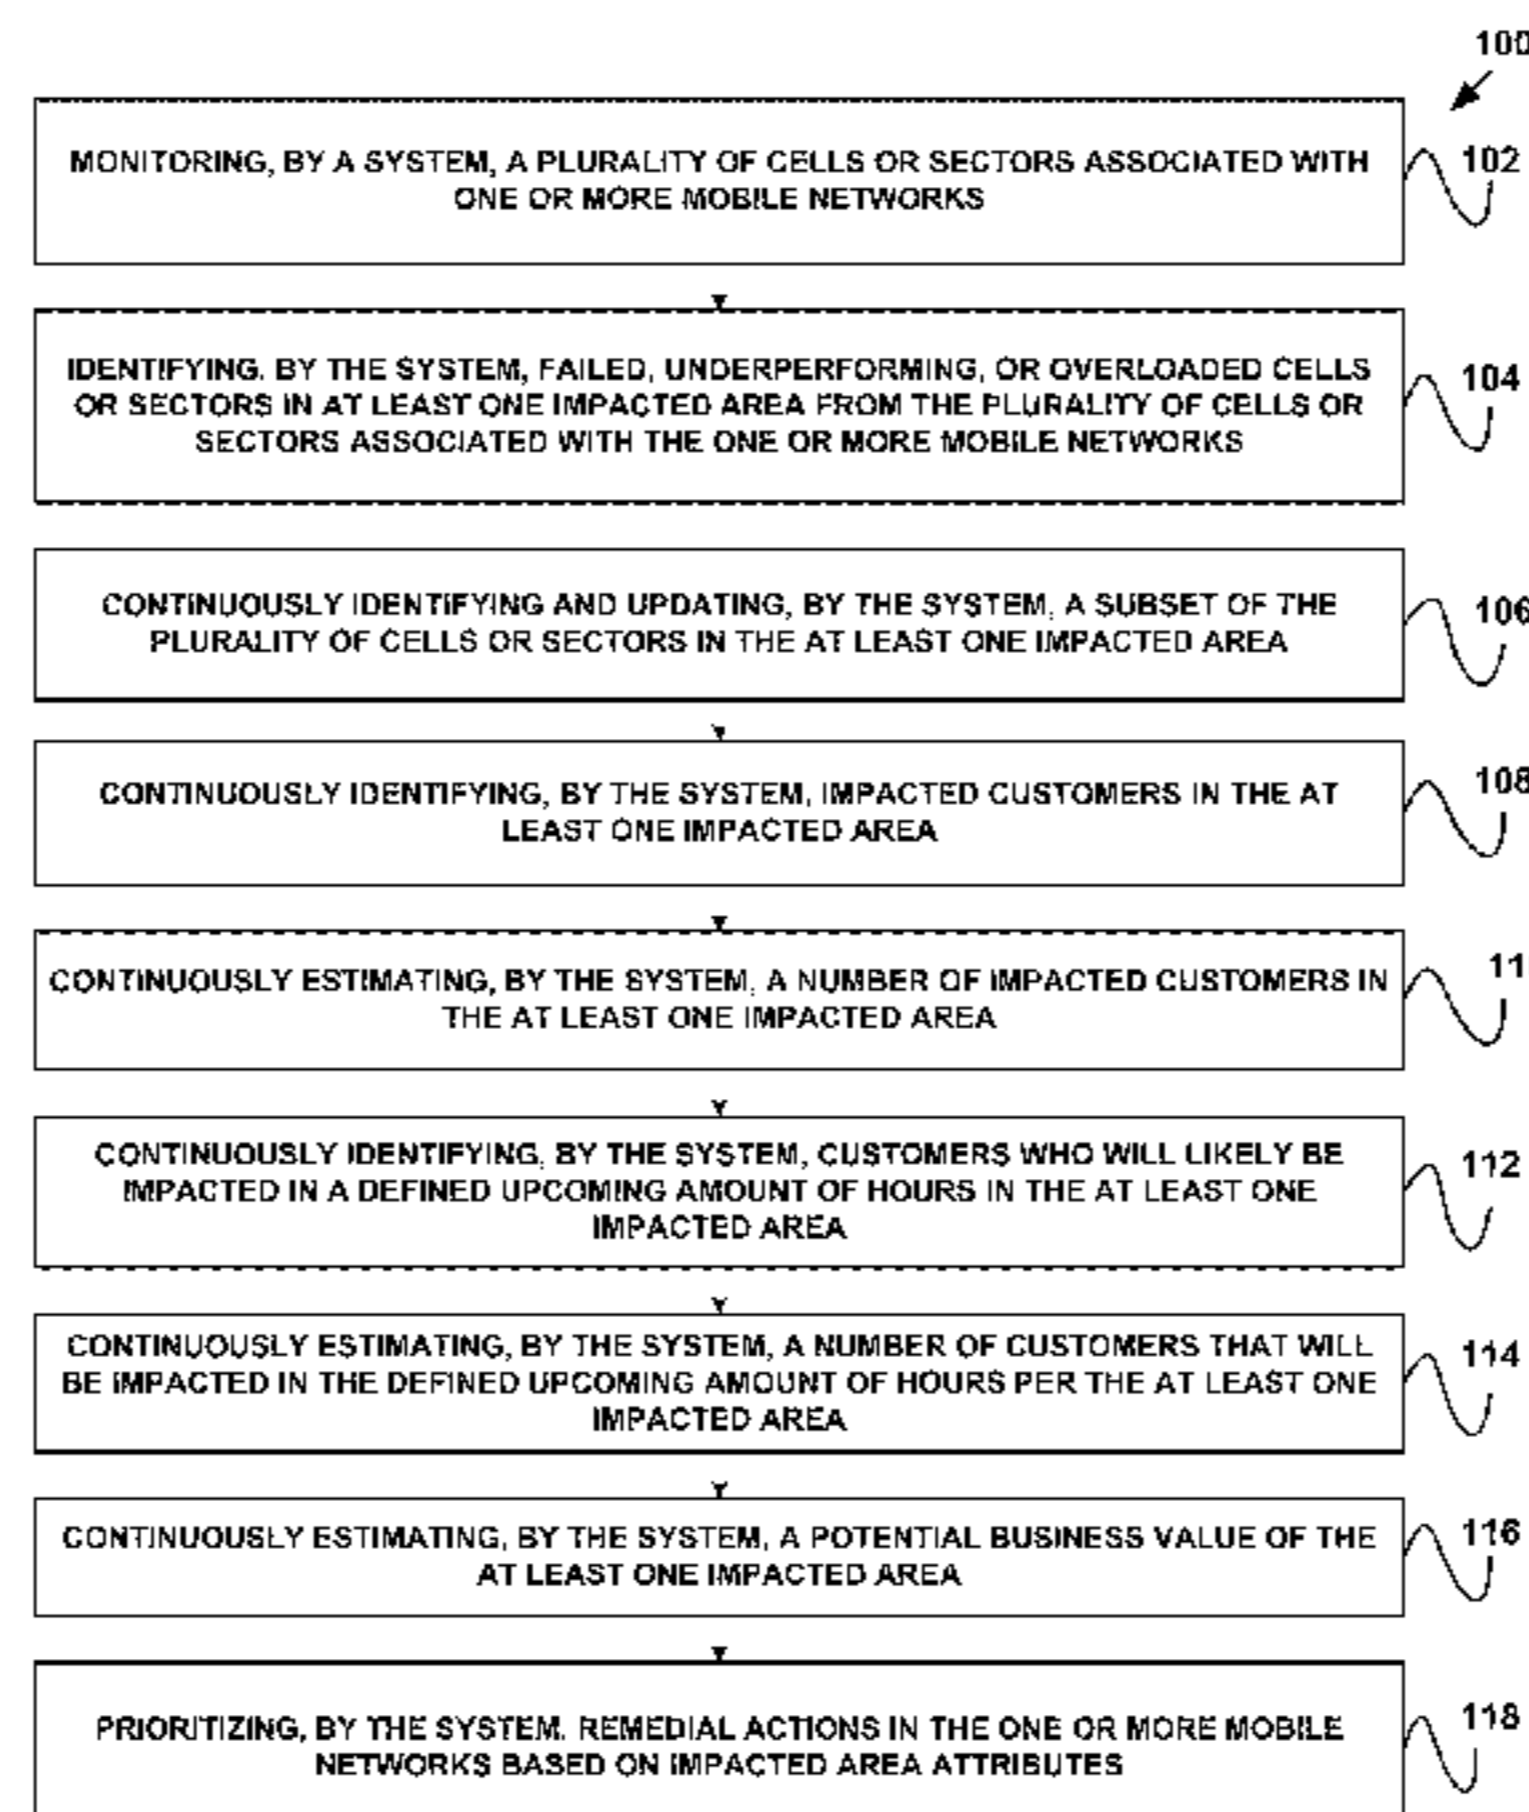 100
MONITORING, BY A SYSTEM, A PLURALITY OF CELLS OR SECTORS ASSOCIATED WITH
ONE OR MORE MOBILE NETWORKS
102
IDENTIFYING, BY THE SYSTEM, FAILED, UNDERPERFORMING, OR OVERLOADED CELLS
OR SECTORS IN AT LEAST ONE IMPACTED AREA FROM THE PLURALITY OF CELLS OR
SECTORS ASSOCIATED WITH THE ONE OR MORE MOBILE NETWORKS
104
CONTINUOUSLY IDENTIFYING AND UPDATING, BY THE SYSTEM, A SUBSET OF THE
PLURALITY OF CELLS OR SECTORS IN THE AT LEAST ONE IMPACTED AREA
106
CONTINUOUSLY IDENTIFYING, BY THE SYSTEM, IMPACTED CUSTOMERS IN THE AT
LEAST ONE IMPACTED AREA
108
CONTINUOUSLY ESTIMATING, BY THE SYSTEM, A NUMBER OF IMPACTED CUSTOMERS IN
THE AT LEAST ONE IMPACTED AREA
11
CONTINUOUSLY IDENTIFYING, BY THE SYSTEM, CUSTOMERS WHO WILL LIKELY BE
IMPACTED IN A DEFINED UPCOMING AMOUNT OF HOURS IN THE AT LEAST ONE
IMPACTED AREA
112
CONTINUOUSLY ESTIMATING, BY THE SYSTEM, A NUMBER OF CUSTOMERS THAT WILL
BE IMPACTED IN THE DEFINED UPCOMING AMOUNT OF HOURS PER THE AT LEAST ONE
IMPACTED AREA
114
CONTINUOUSLY ESTIMATING, BY THE SYSTEM, A POTENTIAL BUSINESS VALUE OF THE
AT LEAST ONE IMPACTED AREA
116
PRIORITIZING, BY THE SYSTEM, REMEDIAL ACTIONS IN THE ONE OR MORE MOBILE
NETWORKS BASED ON IMPACTED AREA ATTRIBUTES
118